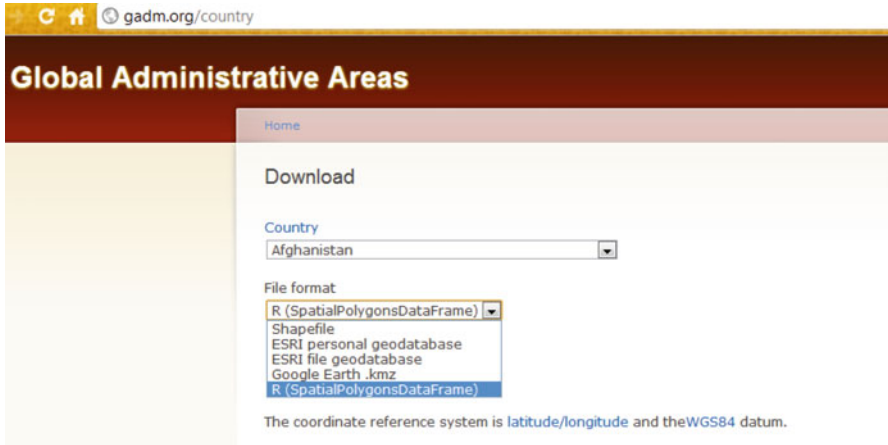 gadm.org/country
Global Administrative Areas
Home
Download
Country
Afghanistan
File format
R (SpatialPolygonsDataFrame)
Shapefile
ESRI personal geodatabase
ESRI file geodatabase
Google Earth .kmz
R (SpatialPolygonsDataFrame)
The coordinate reference system is latitude/longitude and theWGS84 datum.